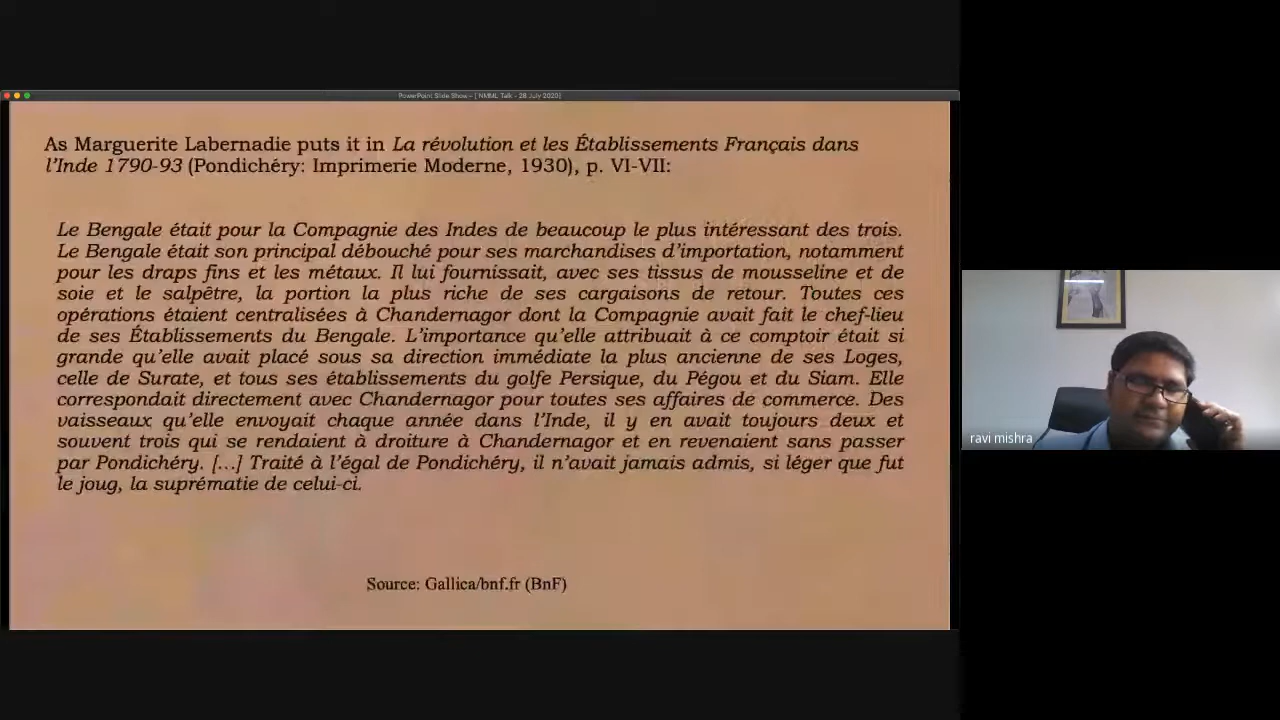 PowerPoint Slide Show - [ NMML Talk - 28 July 2020]
As Marguerite Labernadie puts it in La révolution et les Établissements Français dans
l'Inde 1790-93 (Pondichéry: Imprimerie Moderne, 1930), p. VI-VII:
Le Bengale était pour la Compagnie des Indes de beaucoup le plus intéressant des trois.
Le Bengale était son principal débouché pour ses marchandises d'importation, notamment
pour les draps fins et les métaux. Il lui fournissait, avec ses tissus de mousseline et de
soie et le salpêtre, la portion la plus riche de ses cargaisons de retour. Toutes ces
opérations étaient centralisées à Chandernagor dont la Compagnie avait fait le chef-lieu
de ses Établissements du Bengale. L'importance qu'elle attribuait à ce comptoir était si
grande qu'elle avait placé sous sa direction immédiate la plus ancienne de ses Loges,
celle de Surate, et tous ses établissements du golfe Persique, du Pégou et du Siam. Elle
correspondait directement avec Chandernagor pour toutes ses affaires de commerce. Des
vaisseaux qu'elle envoyait chaque année dans l'Inde, il y en avait toujours deux et
souvent trois qui se rendaient à droiture à Chandernagor et en revenaient sans passer
par Pondichéry. [...] Traité à l'égal de Pondichéry, il n'avait jamais admis, si léger que fut
le joug, la suprématie de celui-ci.
Source: Gallica/bnf.fr (BnF)
ravi mishra